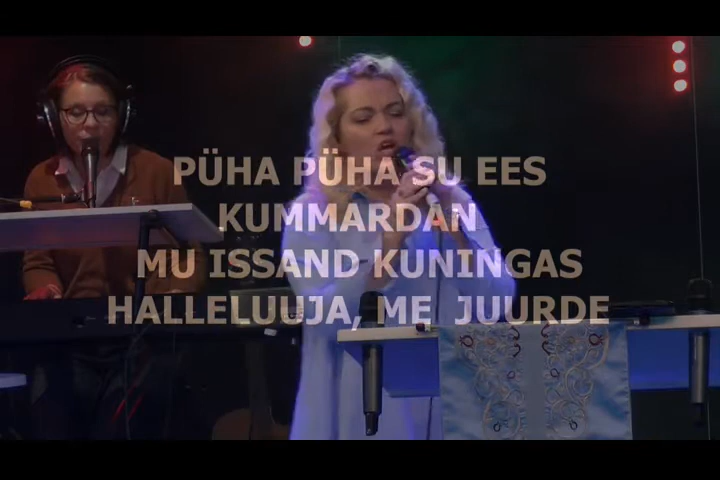 PÜHA PÜHA SU EES
KUMMARDAN
MU ISSAND KUNINGAS
HALLELUUJA, ME JUURDE